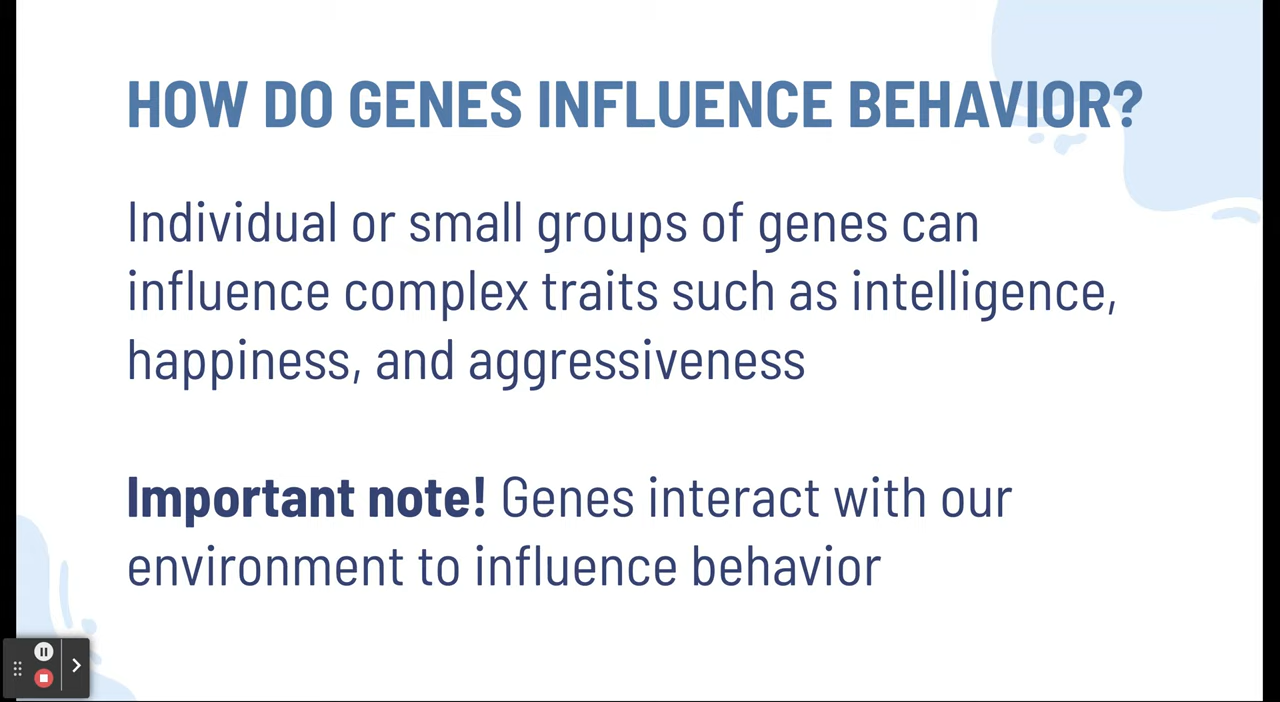 HOW DO GENES INFLUENCE BEHAVIOR?
Individual or small groups of genes can
influence complex traits such as intelligence,
happiness, and aggressiveness
Important note! Genes interact with our
environment to influence behavior